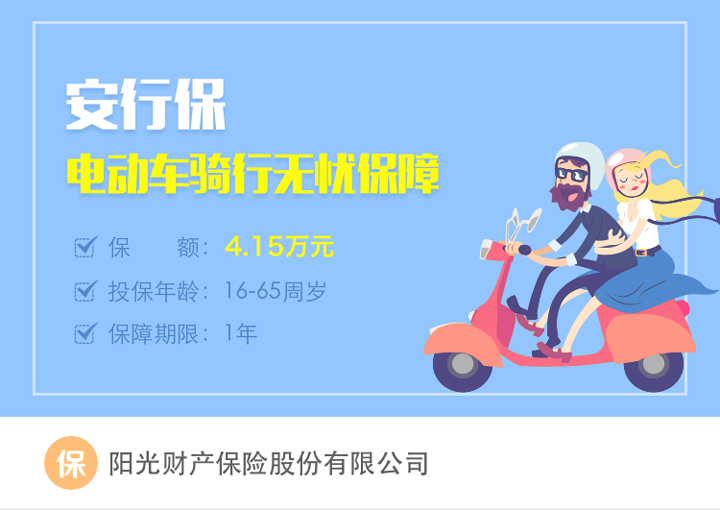 安行保
电动车骑行无忧保障
保 额：4.15万元
投保年龄：16-65周岁
保障期限：1年
保 阳光财产保险股份有限公司